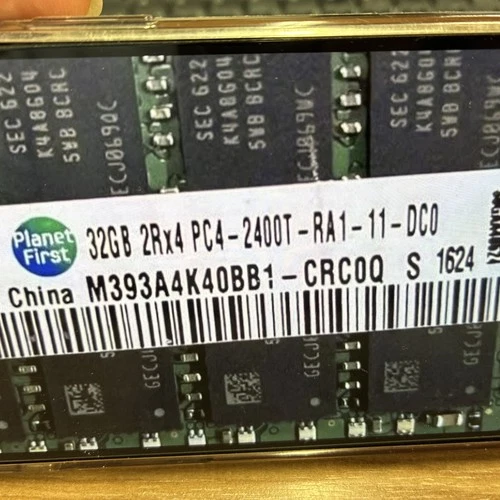 SEC 622
K4A8G04
5WB BCRC
ECJ069QC
SEC 622
K4A8G04
5WB BCRC
SEC 622
K4A8G04
5WB BCRC
Planet
First
32GB 2Rx4 PC4-2400T-RA1-11-DC0
China M393A4K40BB1-CRC0Q S 1624